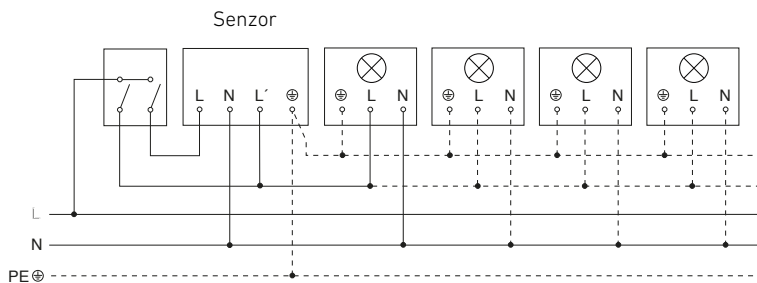 Senzor
L N L´ ⏚ ⏚ L N ⏚ L N ⏚ L N ⏚ L N
L
N
PE ⏚